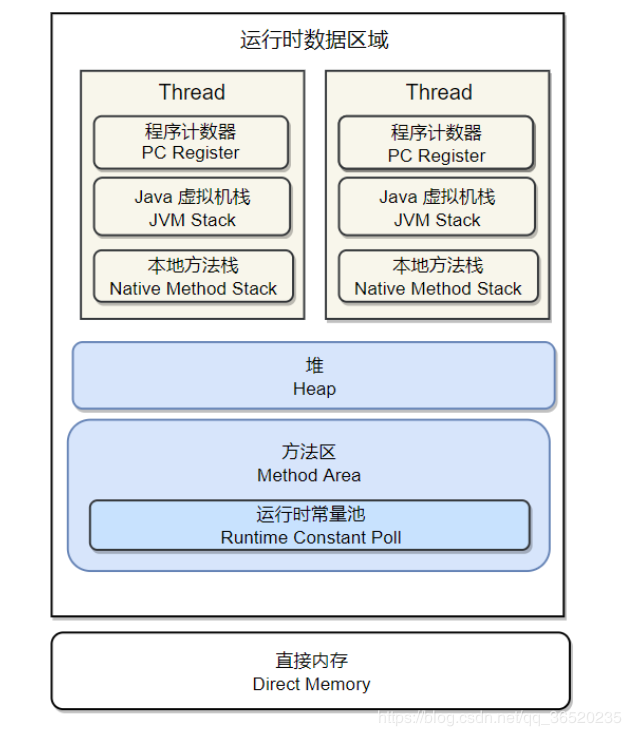 运行时数据区域
Thread
程序计数器
PC Register
Java 虚拟机栈
JVM Stack
本地方法栈
Native Method Stack
Thread
程序计数器
PC Register
Java 虚拟机栈
JVM Stack
本地方法栈
Native Method Stack
堆
Heap
方法区
Method Area
运行时常量池
Runtime Constant Poll
直接内存
Direct Memory
https://blog.csdn.net/qq_36520235